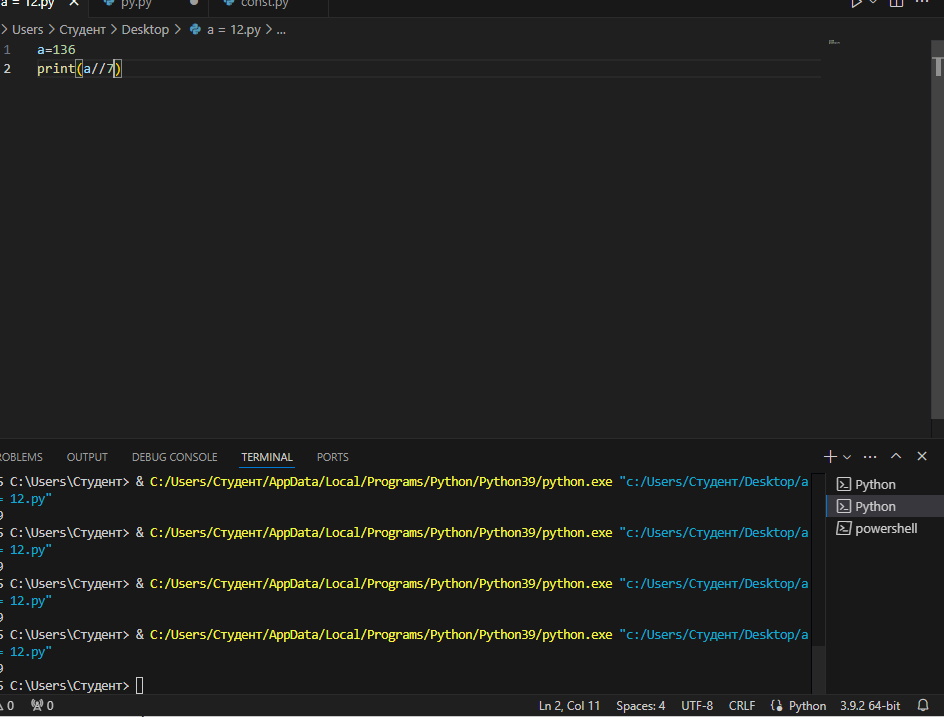 a = 12.py py.py const.py
Users > Студент > Desktop > a = 12.py > ...
1 a=136
2 print(a//7)
OUTPUT DEBUG CONSOLE TERMINAL PORTS
C:\Users\Студент> & C:/Users/Студент/AppData/Local/Programs/Python/Python39/python.exe "c:/Users/Студент/Desktop/a
= 12.py"
9
C:\Users\Студент> & C:/Users/Студент/AppData/Local/Programs/Python/Python39/python.exe "c:/Users/Студент/Desktop/a
= 12.py"
9
C:\Users\Студент> & C:/Users/Студент/AppData/Local/Programs/Python/Python39/python.exe "c:/Users/Студент/Desktop/a
= 12.py"
9
C:\Users\Студент> & C:/Users/Студент/AppData/Local/Programs/Python/Python39/python.exe "c:/Users/Студент/Desktop/a
= 12.py"
9
C:\Users\Студент>
Python
Python
powershell
0 0 Ln 2, Col 11 Spaces: 4 UTF-8 CRLF Python 3.9.2 64-bit